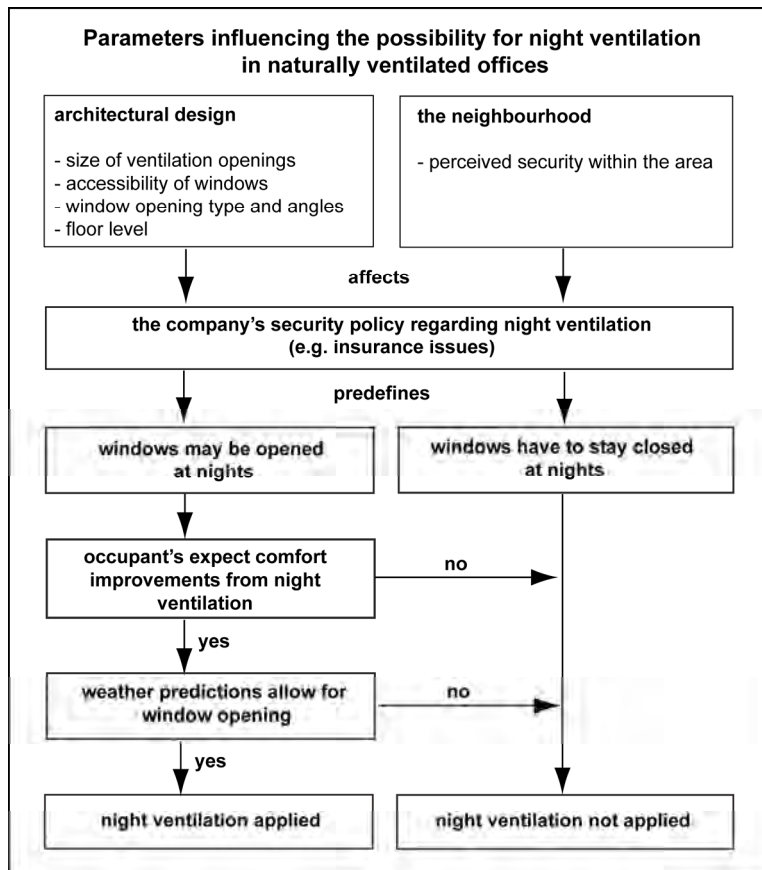 Parameters influencing the possibility for night ventilation
in naturally ventilated offices
architectural design
- size of ventilation openings
- accessibility of windows
- window opening type and angles
- floor level
the neighbourhood
- perceived security within the area
affects
the company's security policy regarding night ventilation
(e.g. insurance issues)
predefines
windows may be opened
at nights
windows have to stay closed
at nights
occupant's expect comfort
improvements from night
ventilation
no
yes
weather predictions allow for
window opening
no
yes
night ventilation applied
night ventilation not applied